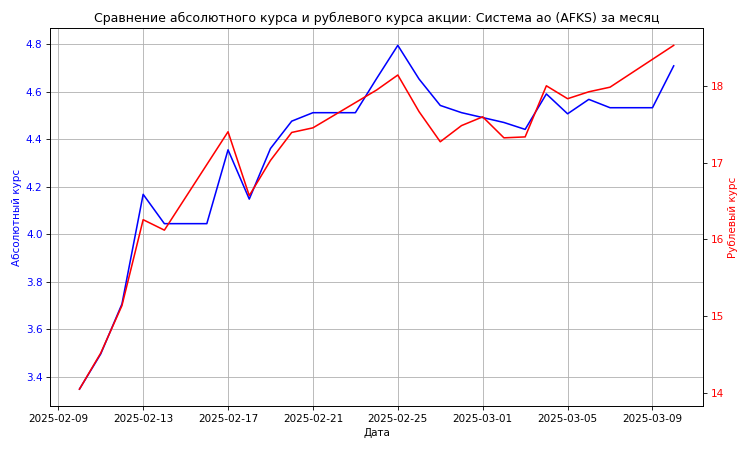 Сравнение абсолютного курса и рублевого курса акции: Система ао (AFKS) за месяц
4.8
4.6
4.4
4.2
4.0
3.8
3.6
3.4
Абсолютный курс
18
17
16
15
14
Рублевый курс
2025-02-09 2025-02-13 2025-02-17 2025-02-21 2025-02-25 2025-03-01 2025-03-05 2025-03-09
Дата